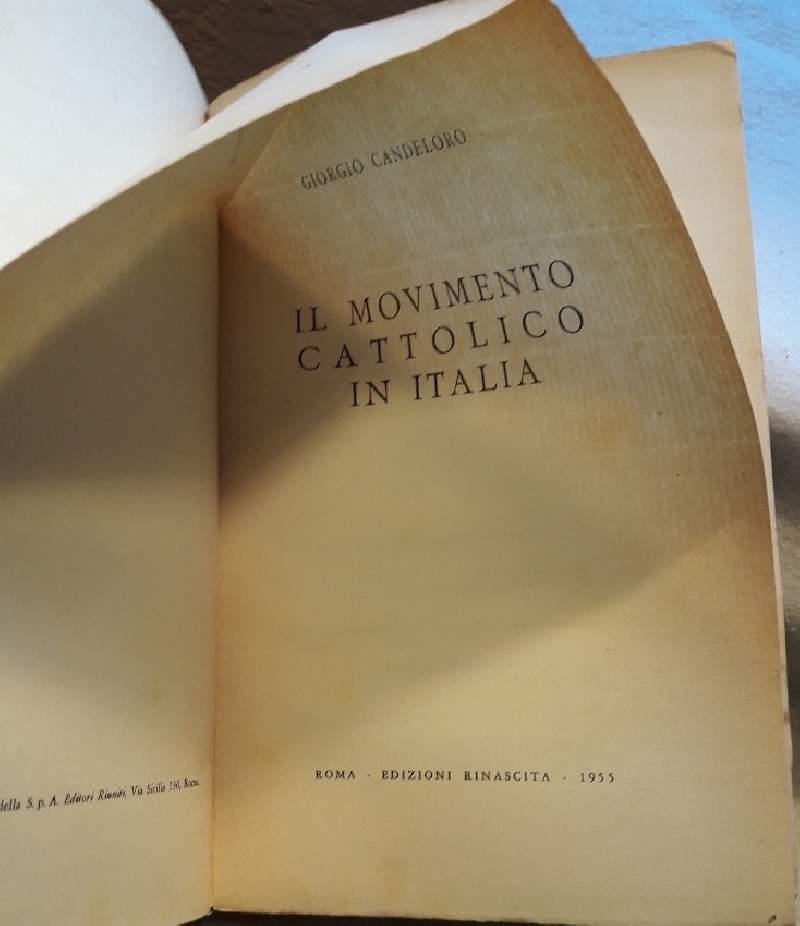 GIORGIO CANDELORO
IL MOVIMENTO
CATTOLICO
IN ITALIA
ROMA - EDIZIONI RINASCITA - 1955
della S. p. A. Editori Riuniti, Via Sicilia 136, Roma.